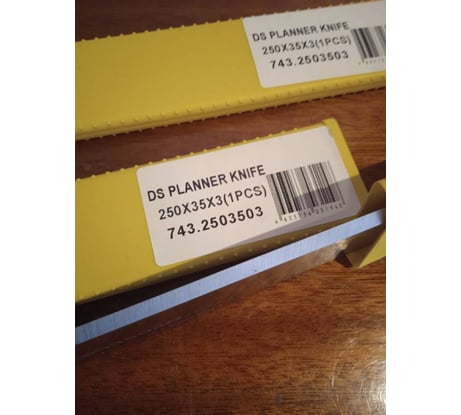 DS PLANNER KNIFE
250X35X3(1PCS)
743.2503503
DS PLANNER KNIFE
250X35X3(1PCS)
743.2503503